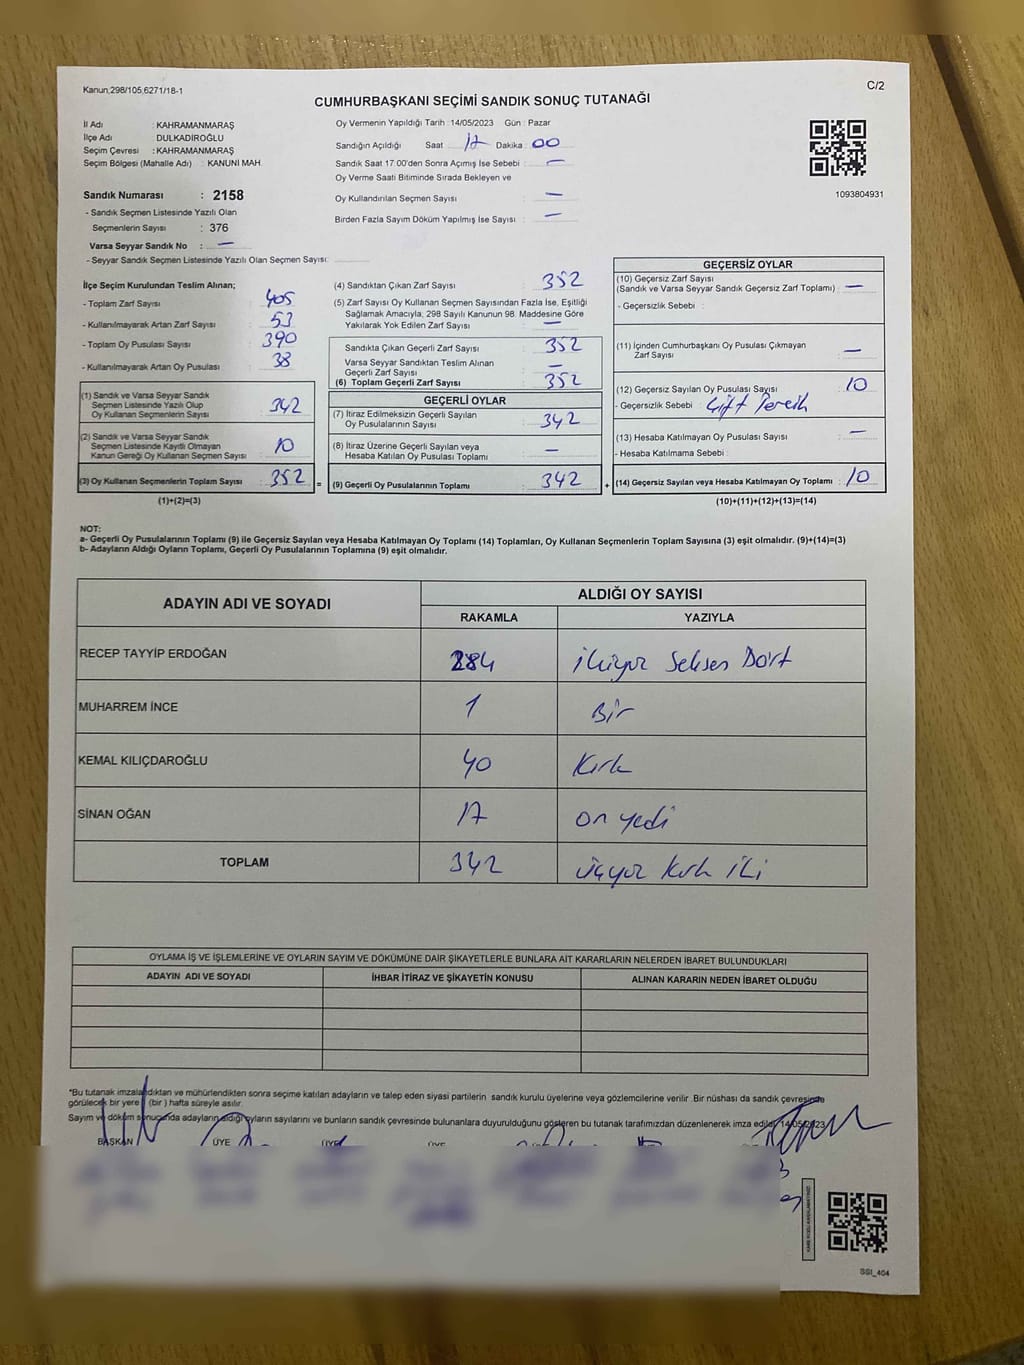 Kanun,298/105,6271/18-1
C/2
CUMHURBAŞKANI SEÇİMİ SANDIK SONUÇ TUTANAĞI
İl Adı : KAHRAMANMARAŞ
İlçe Adı : DULKADİROĞLU
Seçim Çevresi : KAHRAMANMARAŞ
Seçim Bölgesi (Mahalle Adı) : KANUNİ MAH.
Sandık Numarası : 2158
- Sandık Seçmen Listesinde Yazılı Olan
Seçmenlerin Sayısı : 376
Varsa Seyyar Sandık No : —
- Seyyar Sandık Seçmen Listesinde Yazılı Olan Seçmen Sayısı:
Oy Vermenin Yapıldığı Tarih : 14/05/2023 Gün : Pazar
Sandığın Açıldığı Saat 17 Dakika : 00
Sandık Saat 17:00'den Sonra Açımış İse Sebebi : —
Oy Verme Saati Bitiminde Sırada Bekleyen ve
Oy Kullandırılan Seçmen Sayısı : —
Birden Fazla Sayım Döküm Yapılmış İse Sayısı : —
1093804931
İlçe Seçim Kurulundan Teslim Alınan;
- Toplam Zarf Sayısı : 405
- Kullanılmayarak Artan Zarf Sayısı : 53
- Toplam Oy Pusulası Sayısı : 390
- Kullanılmayarak Artan Oy Pusulası : 38
(1) Sandık ve Varsa Seyyar Sandık
Seçmen Listesinde Yazılı Olup
Oy Kullanan Seçmenlerin Sayısı : 342
(2) Sandık ve Varsa Seyyar Sandık
Seçmen Listesinde Kayıtlı Olmayan
Kanun Gereği Oy Kullanan Seçmen Sayısı : 10
(3) Oy Kullanan Seçmenlerin Toplam Sayısı : 352 =
(1)+(2)=(3)
(4) Sandıktan Çıkan Zarf Sayısı : 352
(5) Zarf Sayısı Oy Kullanan Seçmen Sayısından Fazla İse, Eşitliği
Sağlamak Amacıyla, 298 Sayılı Kanunun 98. Maddesine Göre
Yakılarak Yok Edilen Zarf Sayısı : —
Sandıkta Çıkan Geçerli Zarf Sayısı : 352
Varsa Seyyar Sandıktan Teslim Alınan
Geçerli Zarf Sayısı : —
(6) Toplam Geçerli Zarf Sayısı : 352
GEÇERLİ OYLAR
(7) İtiraz Edilmeksizin Geçerli Sayılan
Oy Pusulalarının Sayısı : 342
(8) İtiraz Üzerine Geçerli Sayılan veya
Hesaba Katılan Oy Pusulası Toplamı : —
(9) Geçerli Oy Pusulalarının Toplamı : 342 +
GEÇERSİZ OYLAR
(10) Geçersiz Zarf Sayısı
(Sandık ve Varsa Seyyar Sandık Geçersiz Zarf Toplamı) : —
- Geçersizlik Sebebi :
(11) İçinden Cumhurbaşkanı Oy Pusulası Çıkmayan
Zarf Sayısı : —
(12) Geçersiz Sayılan Oy Pusulası Sayısı : 10
- Geçersizlik Sebebi : Çift Tercih
(13) Hesaba Katılmayan Oy Pusulası Sayısı : —
- Hesaba Katılmama Sebebi :
(14) Geçersiz Sayılan veya Hesaba Katılmayan Oy Toplamı : 10
(10)+(11)+(12)+(13)=(14)
NOT:
a- Geçerli Oy Pusulalarının Toplamı (9) ile Geçersiz Sayılan veya Hesaba Katılmayan Oy Toplamı (14) Toplamları, Oy Kullanan Seçmenlerin Toplam Sayısına (3) eşit olmalıdır. (9)+(14)=(3)
b- Adayların Aldığı Oyların Toplamı, Geçerli Oy Pusulalarının Toplamına (9) eşit olmalıdır.
ADAYIN ADI VE SOYADI ALDIĞI OY SAYISI
RAKAMLA YAZIYLA
RECEP TAYYİP ERDOĞAN 284 ikiyüz Seksen Dört
MUHARREM İNCE 1 Bir
KEMAL KILIÇDAROĞLU 40 Kırk
SİNAN OĞAN 17 on yedi
TOPLAM 342 üçyüz kırk iki
OYLAMA İŞ VE İŞLEMLERİNE VE OYLARIN SAYIM VE DÖKÜMÜNE DAİR ŞİKAYETLERLE BUNLARA AİT KARARLARIN NELERDEN İBARET BULUNDUKLARI
ADAYIN ADI VE SOYADI İHBAR İTİRAZ VE ŞİKAYETİN KONUSU ALINAN KARARIN NEDEN İBARET OLDUĞU
*Bu tutanak imzalandıktan ve mühürlendikten sonra seçime katılan adayların ve talep eden siyasi partilerin sandık kurulu üyelerine veya gözlemcilerine verilir .Bir nüshası da sandık çevresinde
görülecek bir yere 1 (bir ) hafta süreyle asılır.
Sayım ve döküm sonucunda adayların aldığı oyların sayılarını ve bunların sandık çevresinde bulunanlara duyurulduğunu gösteren bu tutanak tarafımızdan düzenlenerek imza edildi. 14/05/2023
BAŞKAN ÜYE ÜYE ÜYE
SSI_404